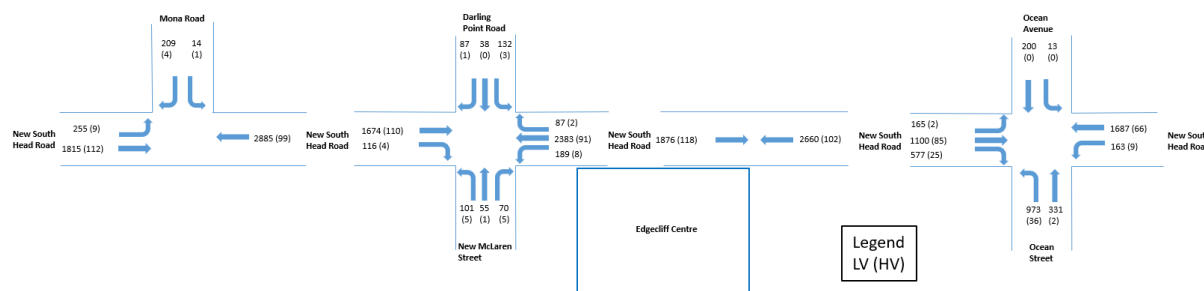 Mona Road
209
(4)
14
(1)
255 (9)
1815 (112)
New South
Head Road
2885 (99)
Darling
Point Road
87
(1)
38
(0)
132
(3)
New South
Head Road
1674 (110)
116 (4)
87 (2)
2383 (91)
189 (8)
101
(5)
55
(1)
70
(5)
New McLaren
Street
New South
Head Road
1876 (118)
2660 (102)
Edgecliff Centre
Legend
LV (HV)
Ocean
Avenue
200
(0)
13
(0)
New South
Head Road
165 (2)
1100 (85)
577 (25)
1687 (66)
163 (9)
973
(36)
331
(2)
Ocean
Street
New South
Head Road